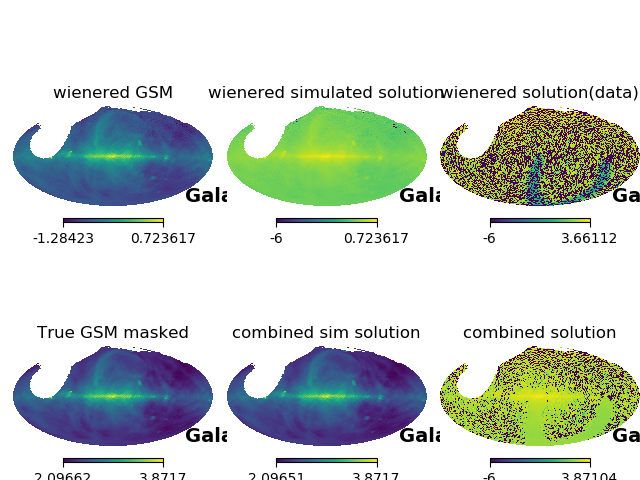 wienered GSM
wienered simulated solution
wienered solution(data)
Gala
Gala
Ga
-1.28423 0.723617
-6 0.723617
-6 3.66112
True GSM masked
combined sim solution
combined solution
Gala
Gala
Ga
2.09662 3.8717
2.09651 3.8717
-6 3.87104